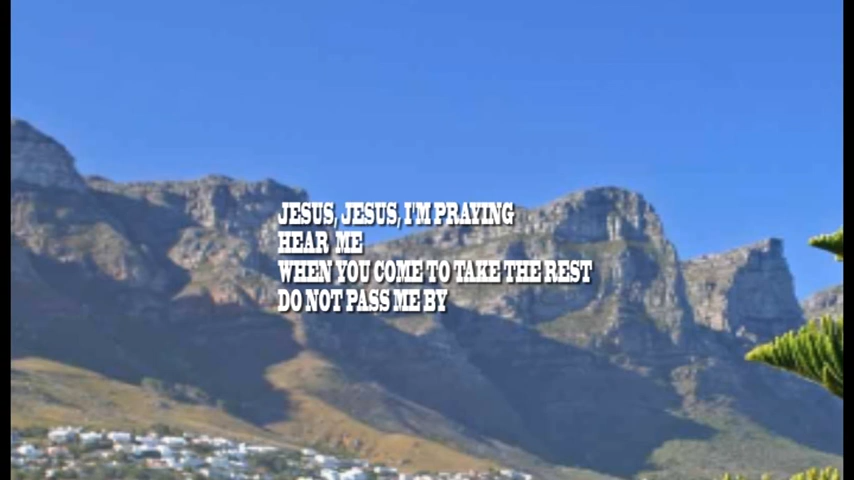 JESUS, JESUS, I'M PRAYING
HEAR ME
WHEN YOU COME TO TAKE THE REST
DO NOT PASS ME BY